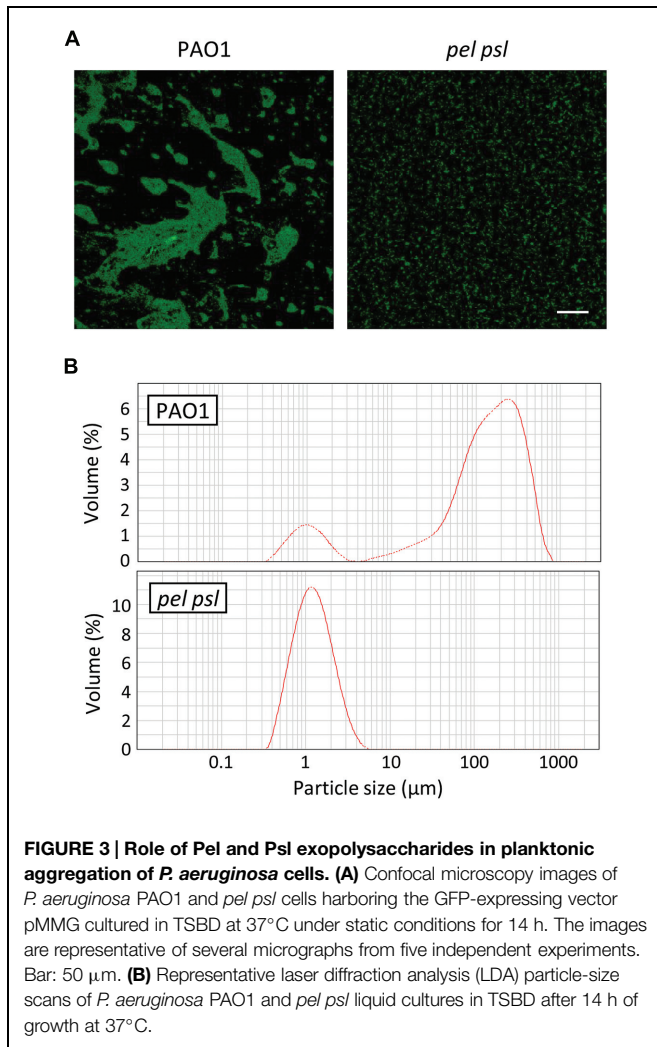 A
PAO1
pel psl
B
PAO1
Volume (%)
6
5
4
3
2
1
0
pel psl
Volume (%)
10
8
6
4
2
0
0.1 1 10 100 1000
Particle size (µm)
FIGURE 3 | Role of Pel and Psl exopolysaccharides in planktonic
aggregation of P. aeruginosa cells. (A) Confocal microscopy images of
P. aeruginosa PAO1 and pel psl cells harboring the GFP-expressing vector
pMMG cultured in TSBD at 37°C under static conditions for 14 h. The images
are representative of several micrographs from five independent experiments.
Bar: 50 µm. (B) Representative laser diffraction analysis (LDA) particle-size
scans of P. aeruginosa PAO1 and pel psl liquid cultures in TSBD after 14 h of
growth at 37°C.